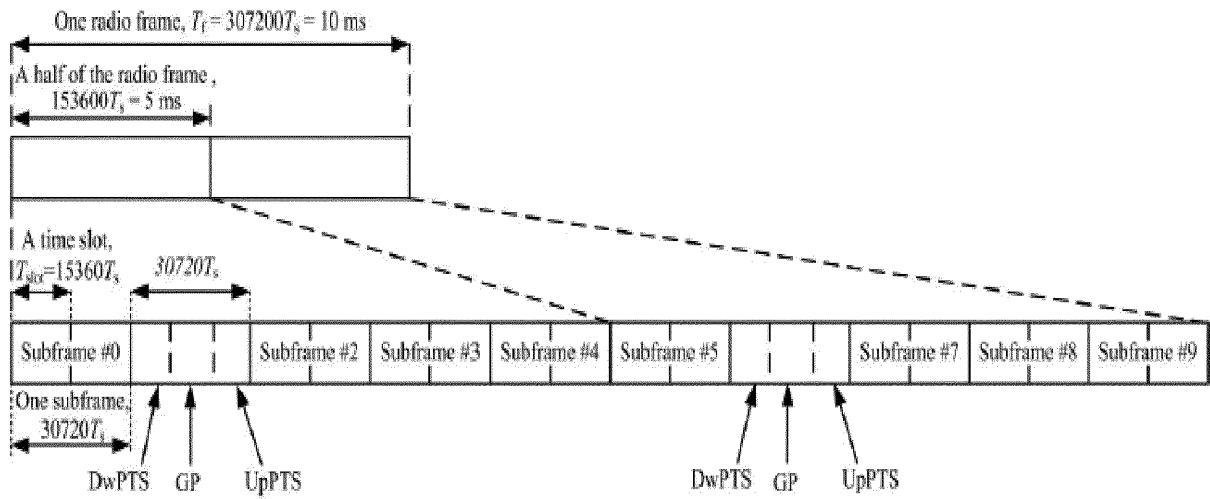 One radio frame, Tf = 307200Ts = 10 ms
A half of the radio frame ,
153600Ts = 5 ms
A time slot,
Tslot=15360Ts
30720Ts
Subframe #0
Subframe #2
Subframe #3
Subframe #4
Subframe #5
Subframe #7
Subframe #8
Subframe #9
One subframe,
30720Ts
DwPTS
GP
UpPTS
DwPTS
GP
UpPTS